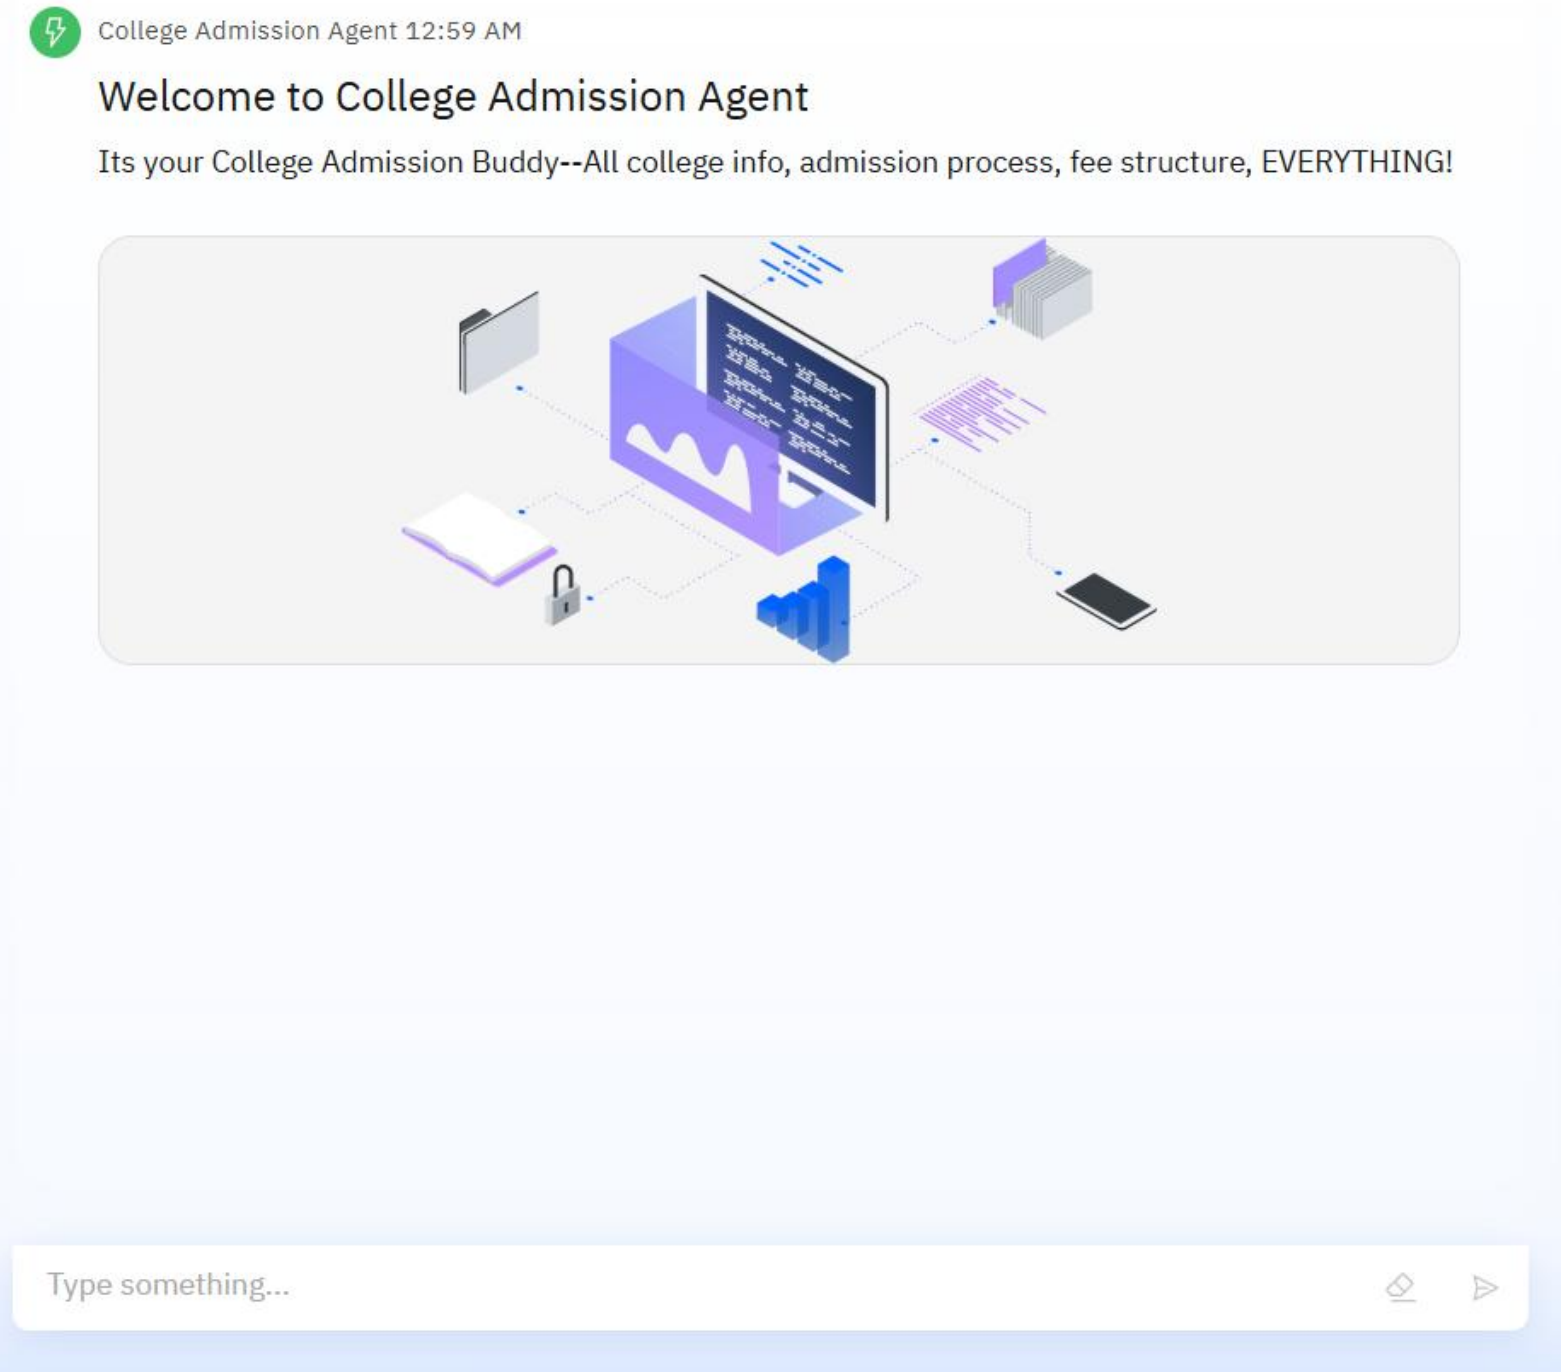 College Admission Agent 12:59 AM
Welcome to College Admission Agent
Its your College Admission Buddy--All college info, admission process, fee structure, EVERYTHING!
Type something...